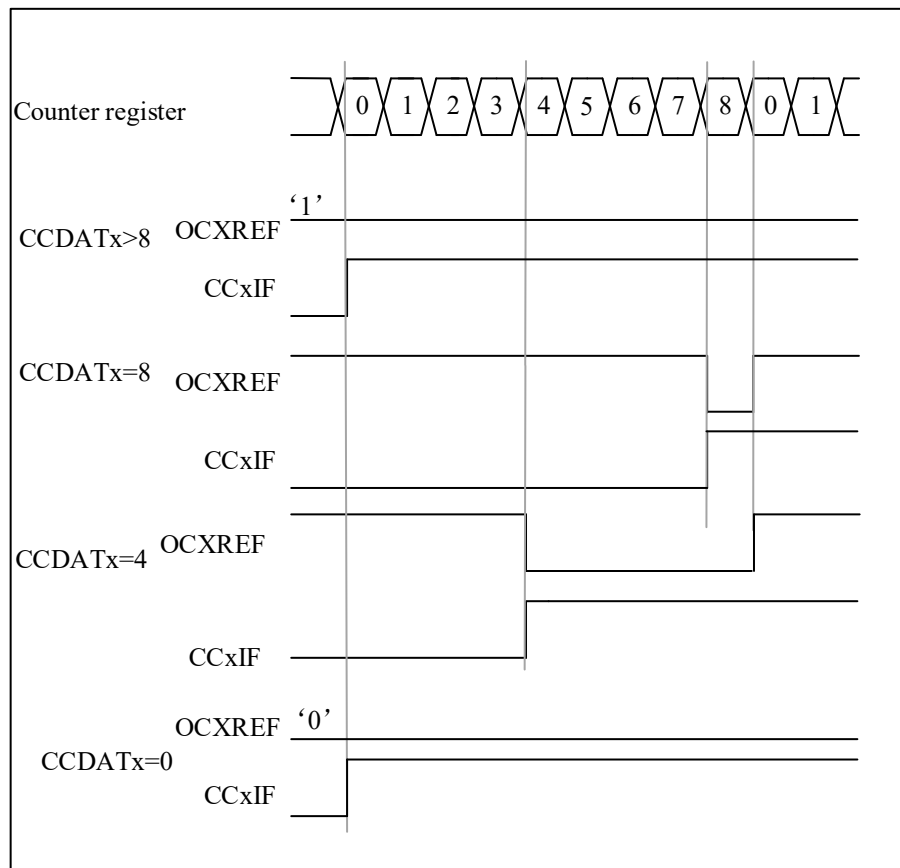 Counter register 0 1 2 3 4 5 6 7 8 0 1
‘1’
CCDATx>8 OCXREF
CCxIF
CCDATx=8 OCXREF
CCxIF
CCDATx=4 OCXREF
CCxIF
OCXREF ‘0’
CCDATx=0
CCxIF